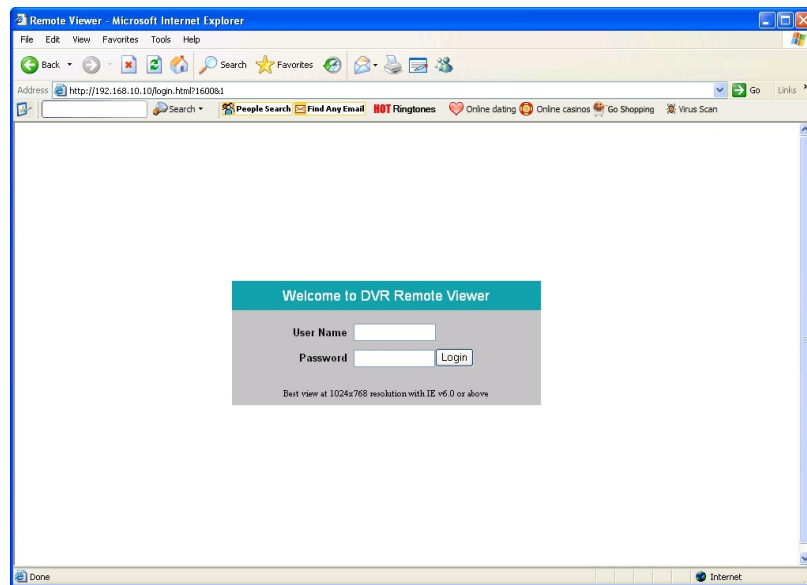 Remote Viewer - Microsoft Internet Explorer
File Edit View Favorites Tools Help
Back Search Favorites
Address http://192.168.10.10/login.html?1600&1 Go Links »
Search People Search Find Any Email HOT Ringtones Online dating Online casinos Go Shopping Virus Scan
Welcome to DVR Remote Viewer
User Name
Password Login
Best view at 1024x768 resolution with IE v6.0 or above
Done Internet